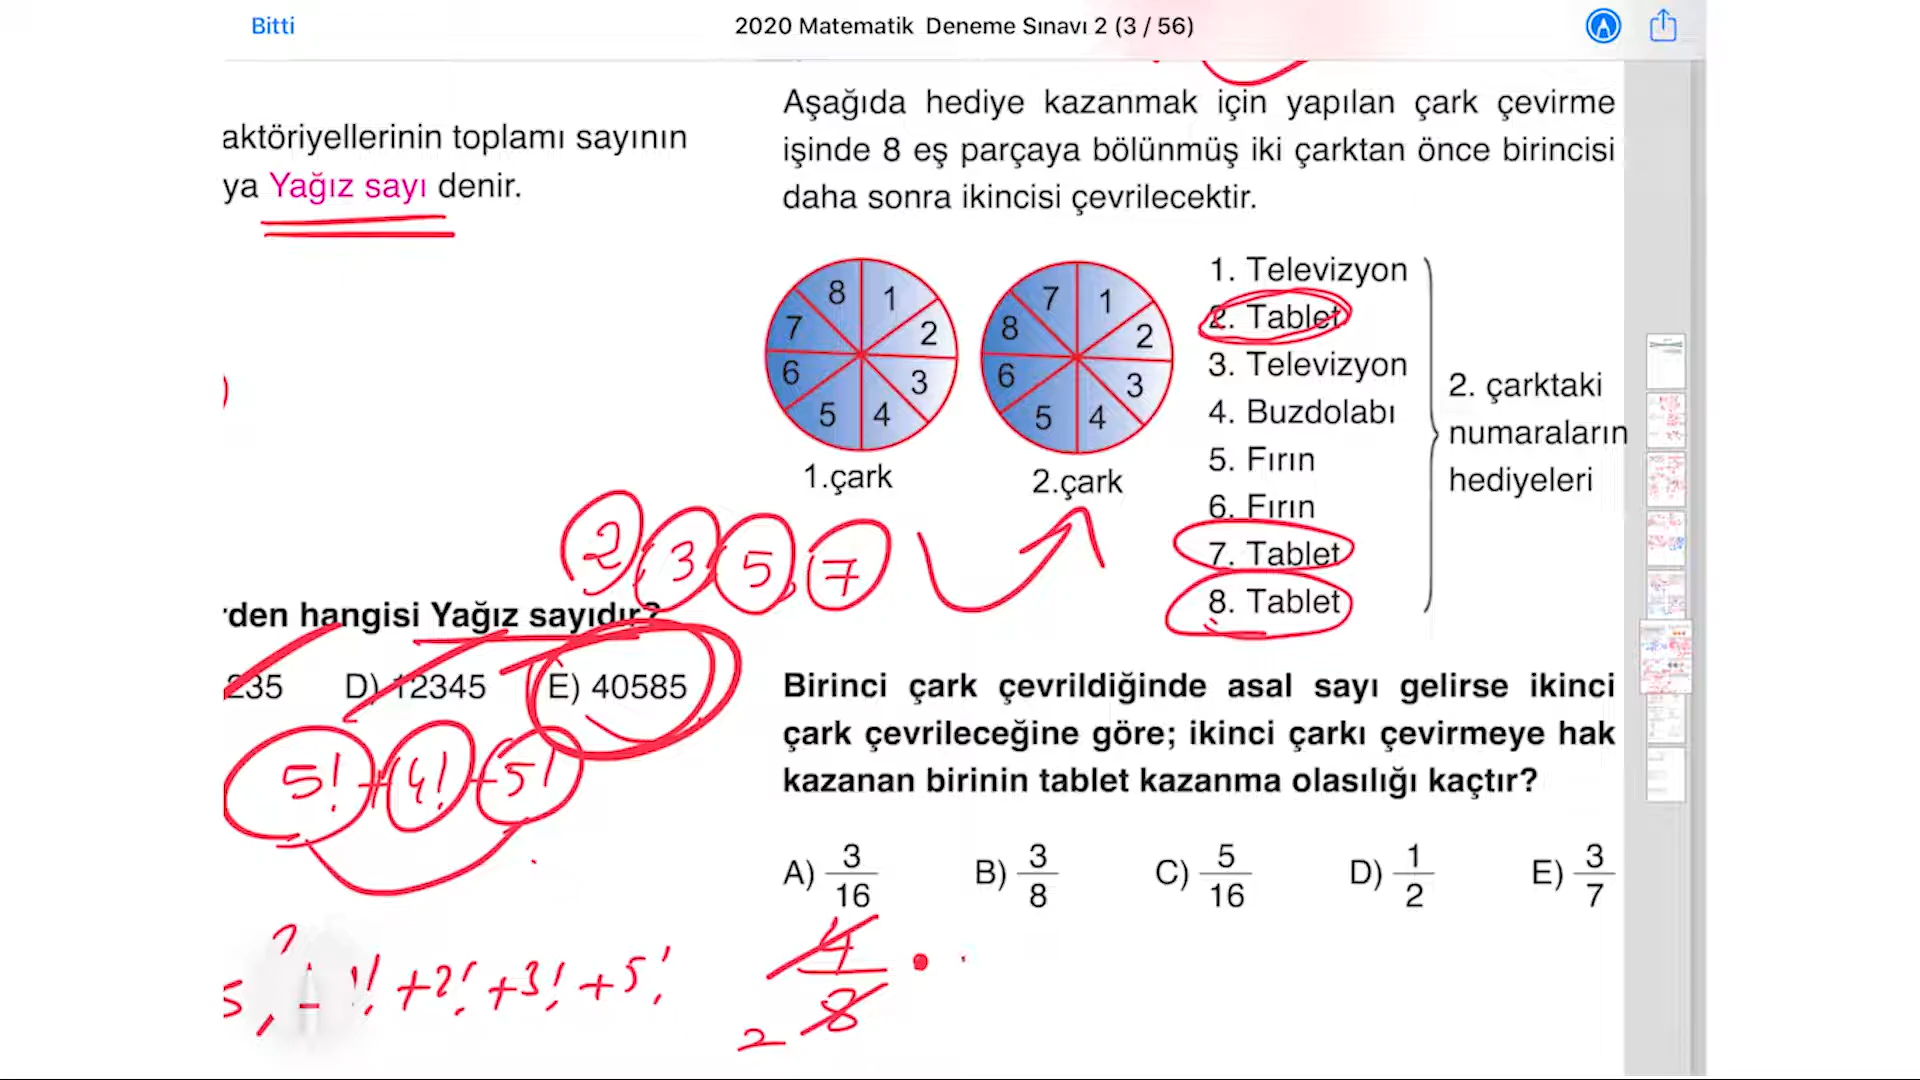 Bitti
2020 Matematik Deneme Sınavı 2 (3 / 56)
aktöriyellerinin toplamı sayının
ya Yağız sayı denir.
rden hangisi Yağız sayıdır?
235 D) 12345 E) 40585
5! + 4! + 5!
! + 2! + 3! + 5!
Aşağıda hediye kazanmak için yapılan çark çevirme
işinde 8 eş parçaya bölünmüş iki çarktan önce birincisi
daha sonra ikincisi çevrilecektir.
8 1
7 2
6 3
5 4
1.çark
7 1
8 2
6 3
5 4
2.çark
1. Televizyon
2. Tablet
3. Televizyon
4. Buzdolabı
5. Fırın
6. Fırın
7. Tablet
8. Tablet
2. çarktaki
numaraların
hediyeleri
2, 3, 5, 7
Birinci çark çevrildiğinde asal sayı gelirse ikinci
çark çevrileceğine göre; ikinci çarkı çevirmeye hak
kazanan birinin tablet kazanma olasılığı kaçtır?
A) 3/16 B) 3/8 C) 5/16 D) 1/2 E) 3/7
4/8 .
2